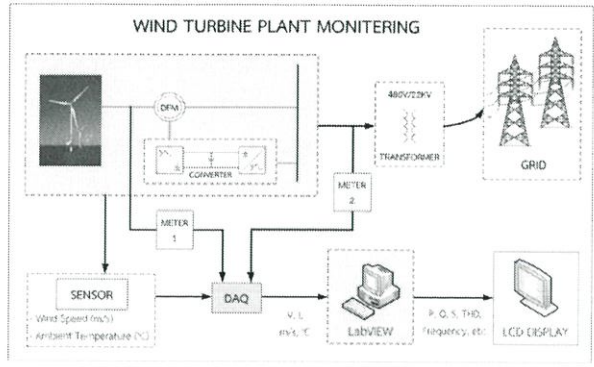 WIND TURBINE PLANT MONITERING
DFM
CONVERTER
480V/22KV
TRANSFORMER
GRID
METER
1
METER
2
SENSOR
Wind Speed (m/s)
Ambient Temperature (°C)
DAQ
V, I,
m/s, °C
LabVIEW
P, Q, S, THD,
Frequency, etc
LCD DISPLAY